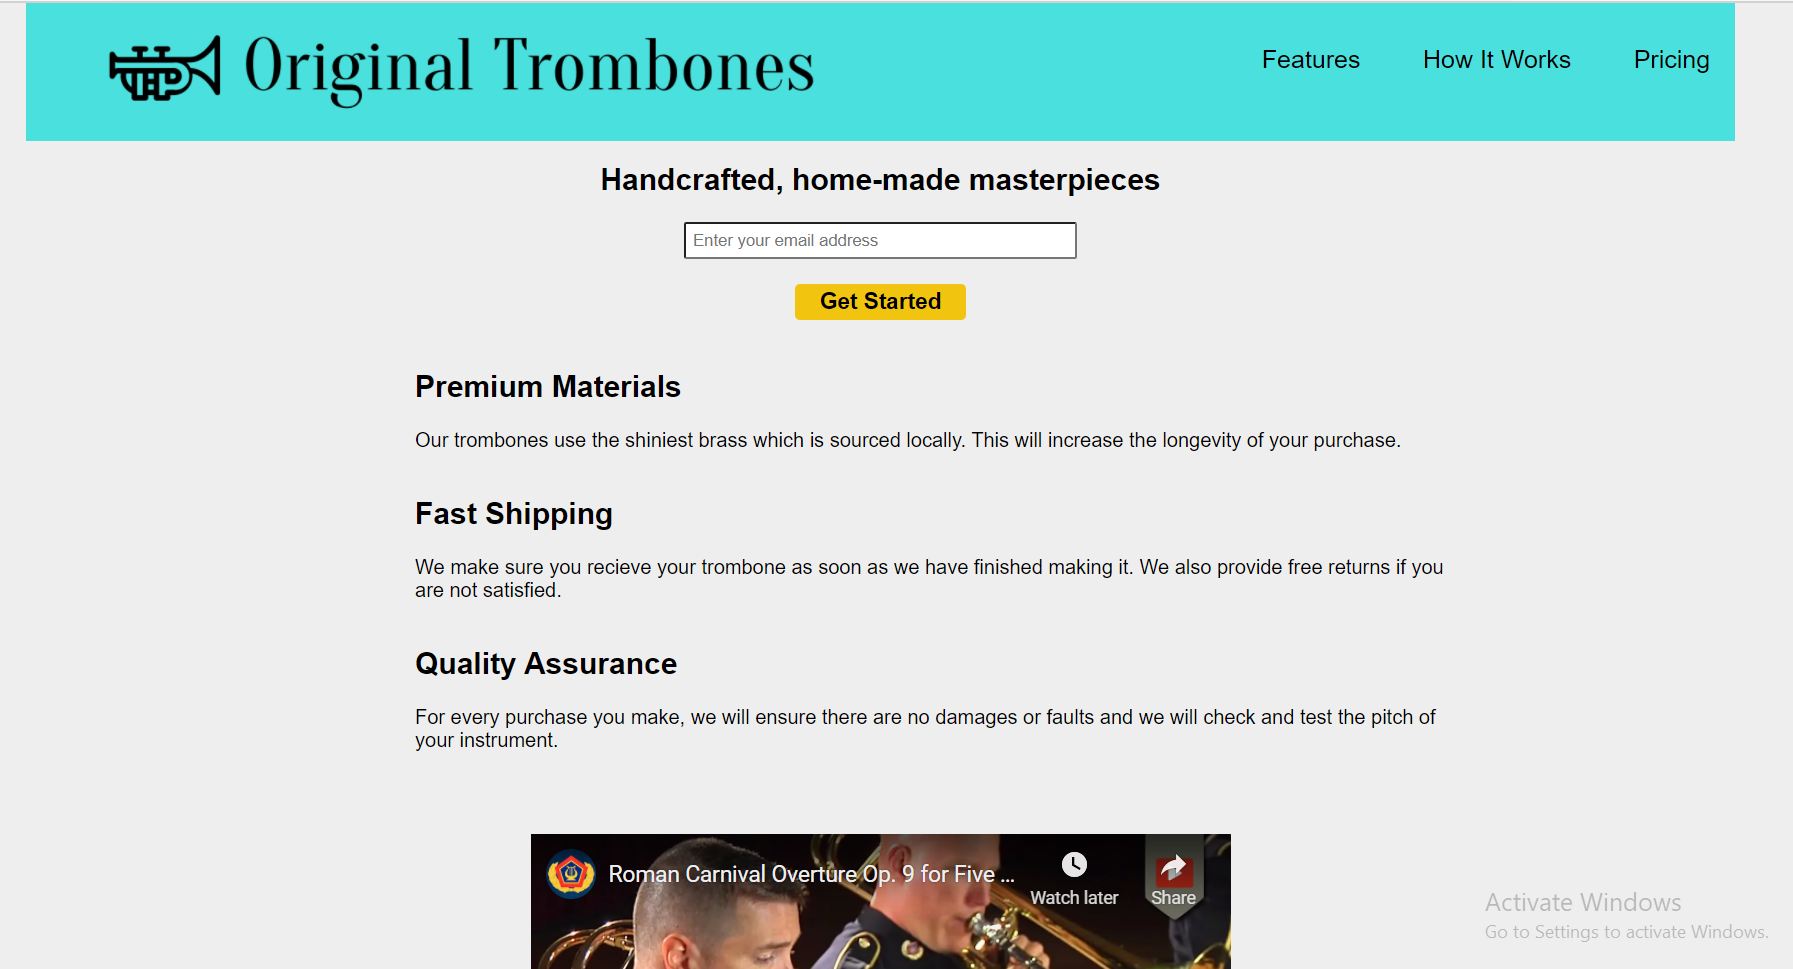 Original Trombones
Features
How It Works
Pricing
Handcrafted, home-made masterpieces
Enter your email address
Get Started
Premium Materials
Our trombones use the shiniest brass which is sourced locally. This will increase the longevity of your purchase.
Fast Shipping
We make sure you recieve your trombone as soon as we have finished making it. We also provide free returns if you
are not satisfied.
Quality Assurance
For every purchase you make, we will ensure there are no damages or faults and we will check and test the pitch of
your instrument.
Roman Carnival Overture Op. 9 for Five ...
Watch later
Share
Activate Windows
Go to Settings to activate Windows.